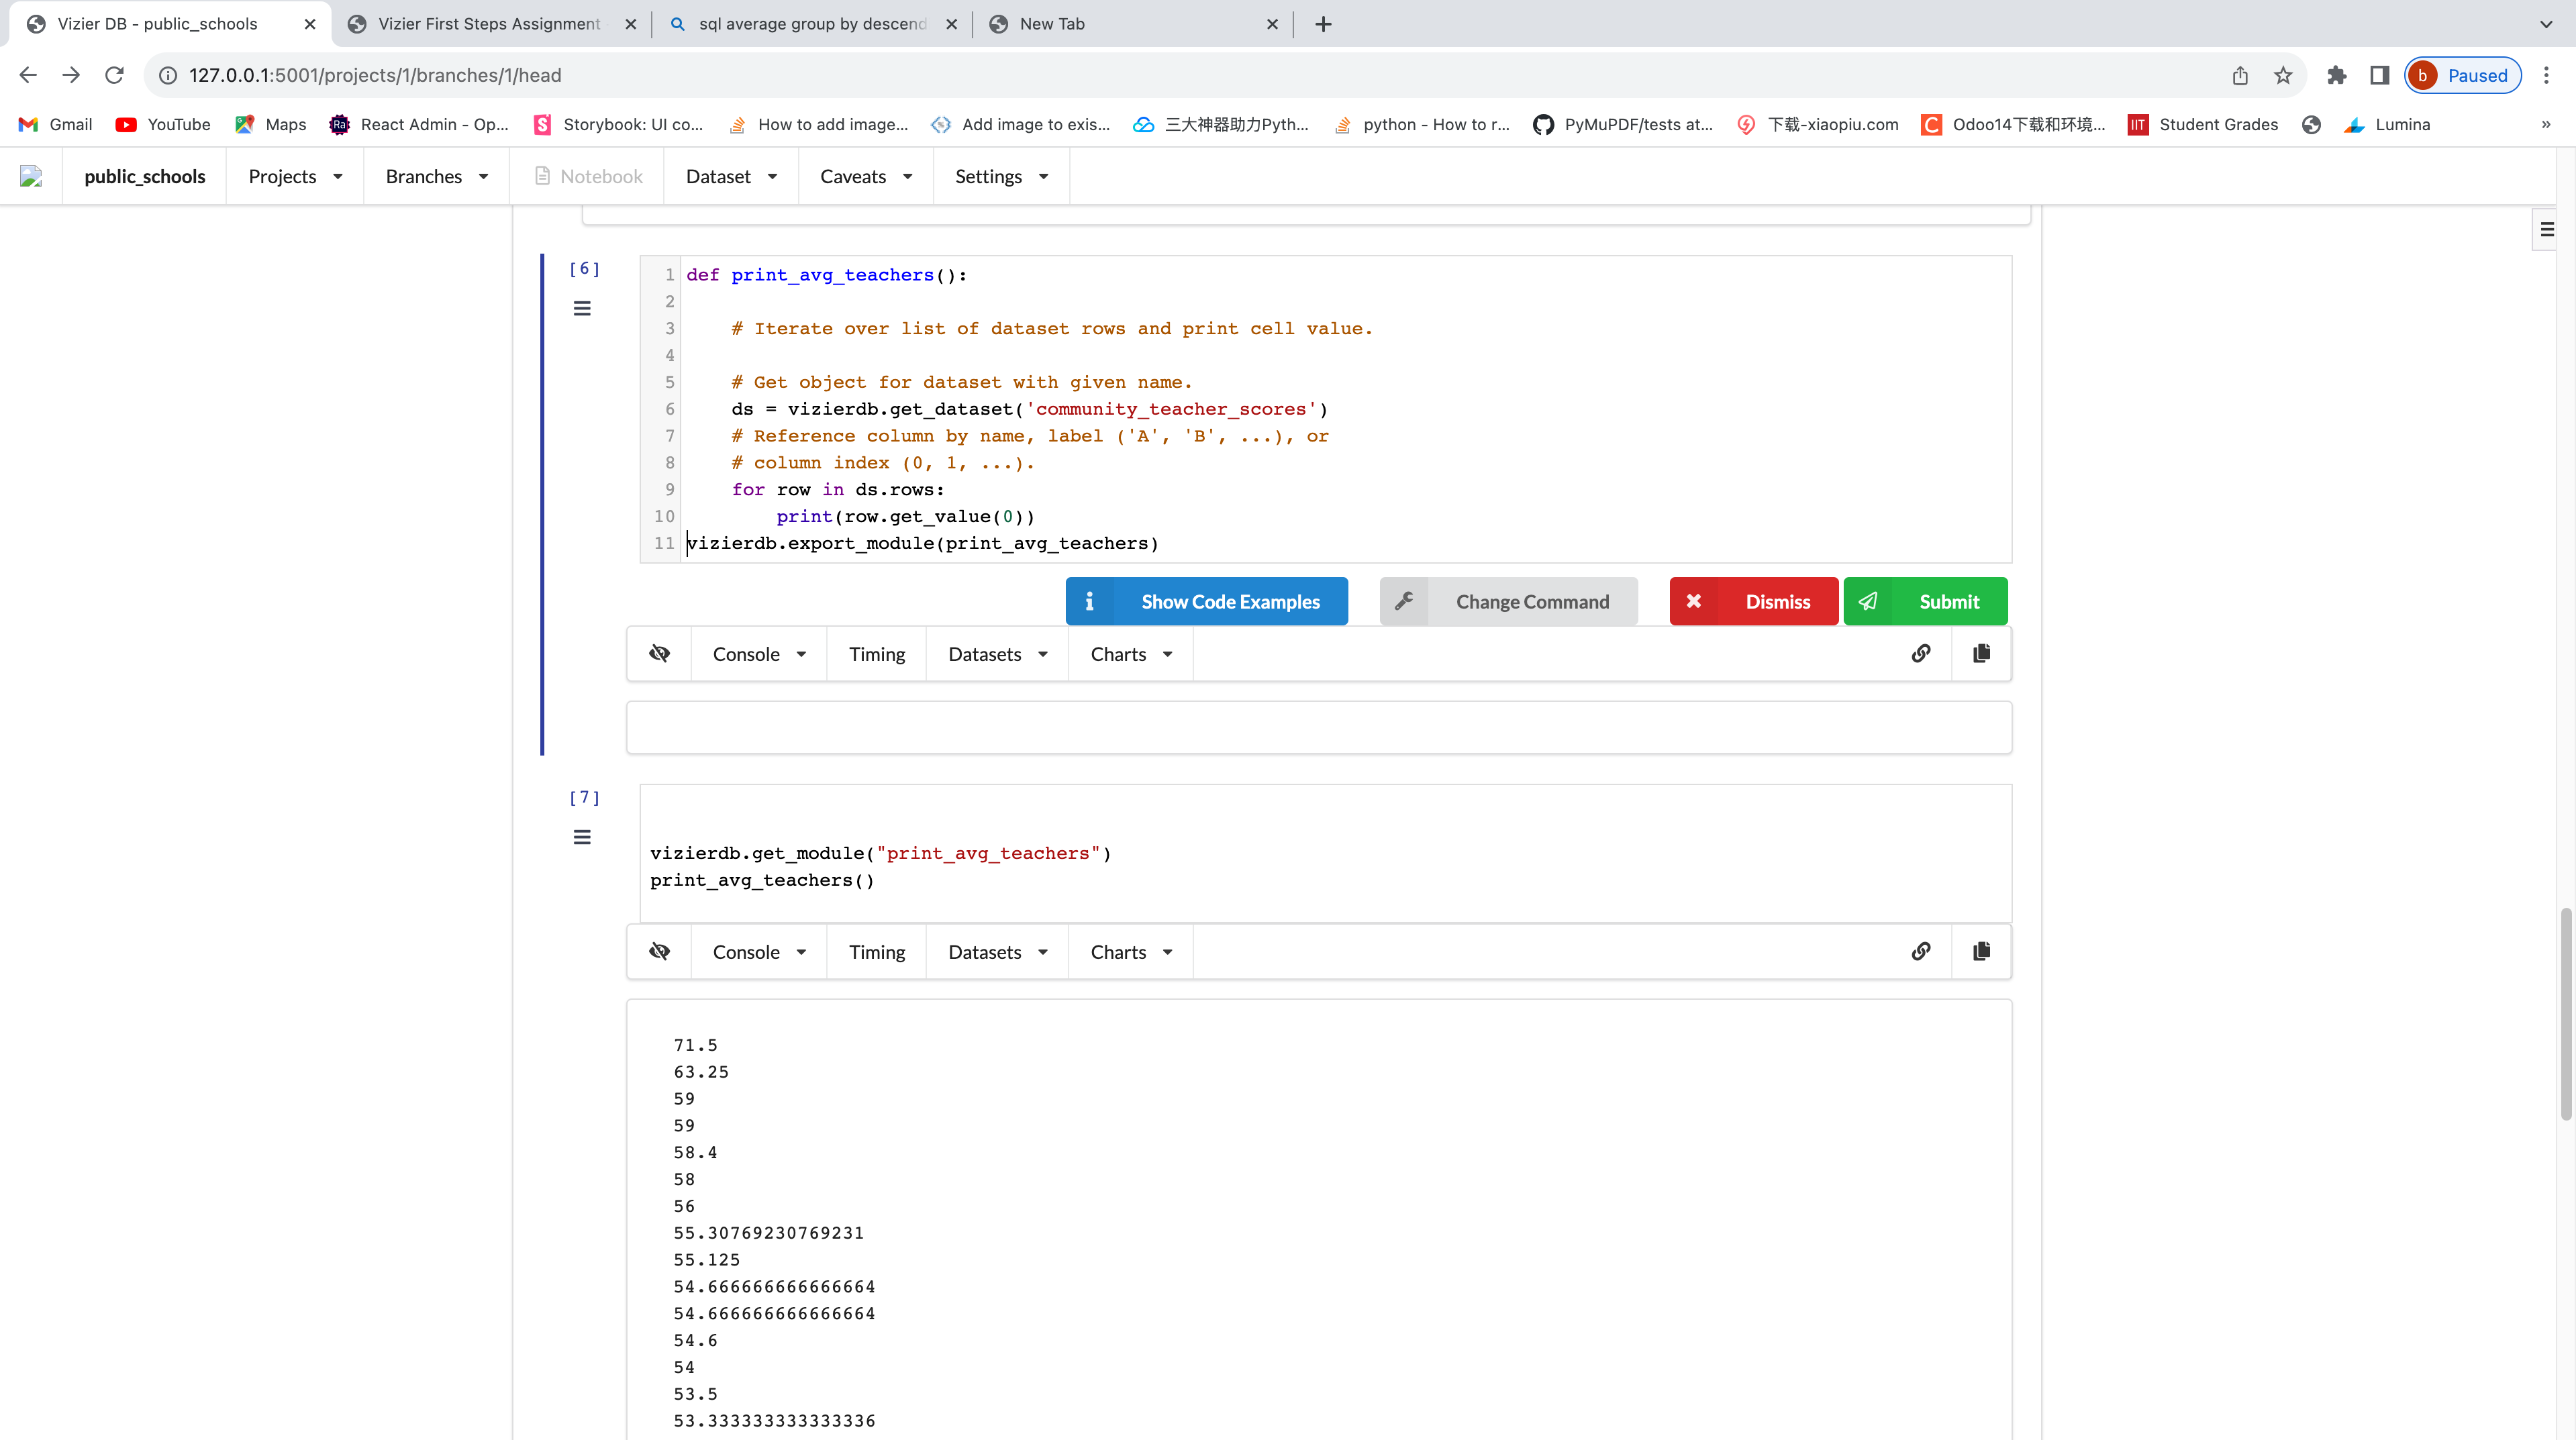 Vizier DB - public_schools
Vizier First Steps Assignment
sql average group by descend
New Tab
127.0.0.1:5001/projects/1/branches/1/head
b Paused
Gmail
YouTube
Maps
Ra React Admin - Op...
S Storybook: UI co...
How to add image...
Add image to exis...
三大神器助力Pyth...
python - How to r...
PyMuPDF/tests at...
下载-xiaopiu.com
C Odoo14下载和环境...
IIT Student Grades
Lumina
»
public_schools
Projects
Branches
Notebook
Dataset
Caveats
Settings
[6]
1 def print_avg_teachers():
2
3 # Iterate over list of dataset rows and print cell value.
4
5 # Get object for dataset with given name.
6 ds = vizierdb.get_dataset('community_teacher_scores')
7 # Reference column by name, label ('A', 'B', ...), or
8 # column index (0, 1, ...).
9 for row in ds.rows:
10 print(row.get_value(0))
11 vizierdb.export_module(print_avg_teachers)
Show Code Examples
Change Command
Dismiss
Submit
Console
Timing
Datasets
Charts
[7]
vizierdb.get_module("print_avg_teachers")
print_avg_teachers()
Console
Timing
Datasets
Charts
71.5
63.25
59
59
58.4
58
56
55.30769230769231
55.125
54.666666666666664
54.666666666666664
54.6
54
53.5
53.333333333333336